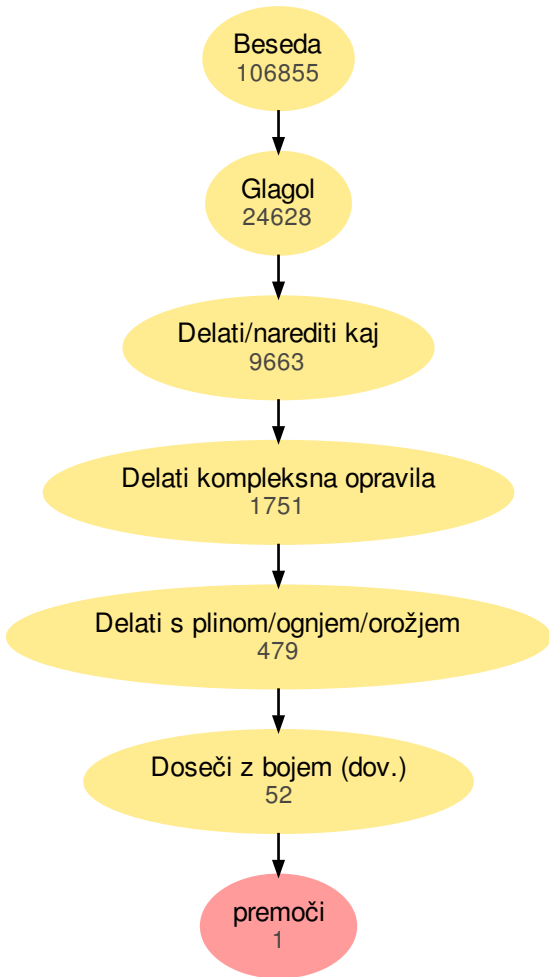 Beseda
106855
Glagol
24628
Delati/narediti kaj
9663
Delati kompleksna opravila
1751
Delati s plinom/ognjem/orožjem
479
Doseči z bojem (dov.)
52
premoči
1